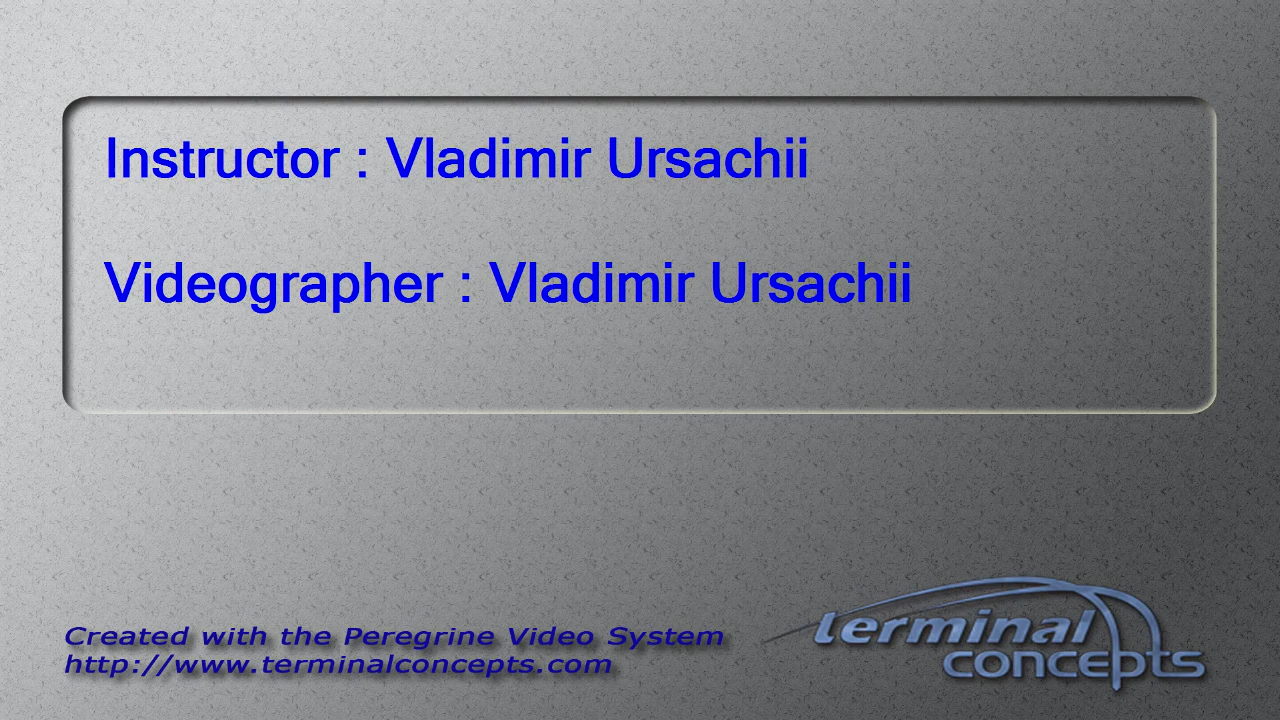 Instructor : Vladimir Ursachii
Videographer : Vladimir Ursachii
Created with the Peregrine Video System
http://www.terminalconcepts.com
terminal
concepts